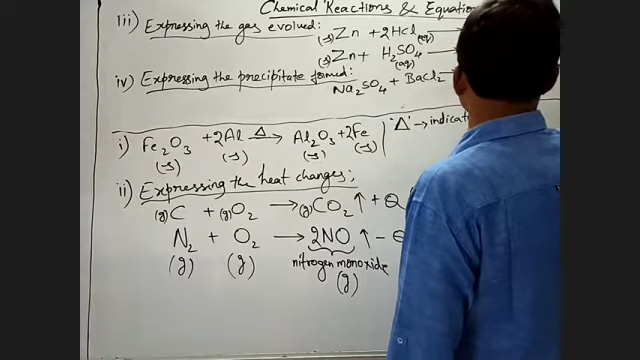 Chemical Reactions & Equation
iii) Expressing the gas evolved:
(s)Zn + 2HCl(aq) →
(s)Zn + H₂SO₄(aq) →
iv) Expressing the precipitate formed:
Na₂SO₄ + BaCl₂
i) Fe₂O₃(s) + 2Al(s) —Δ→ Al₂O₃(s) + 2Fe(s) | 'Δ' → indicat
ii) Expressing the heat changes:,
(g)C + (g)O₂ → (g)CO₂↑ + Q
N₂ + O₂ → 2NO↑ − Q
(g) (g) nitrogen monoxide
(g)